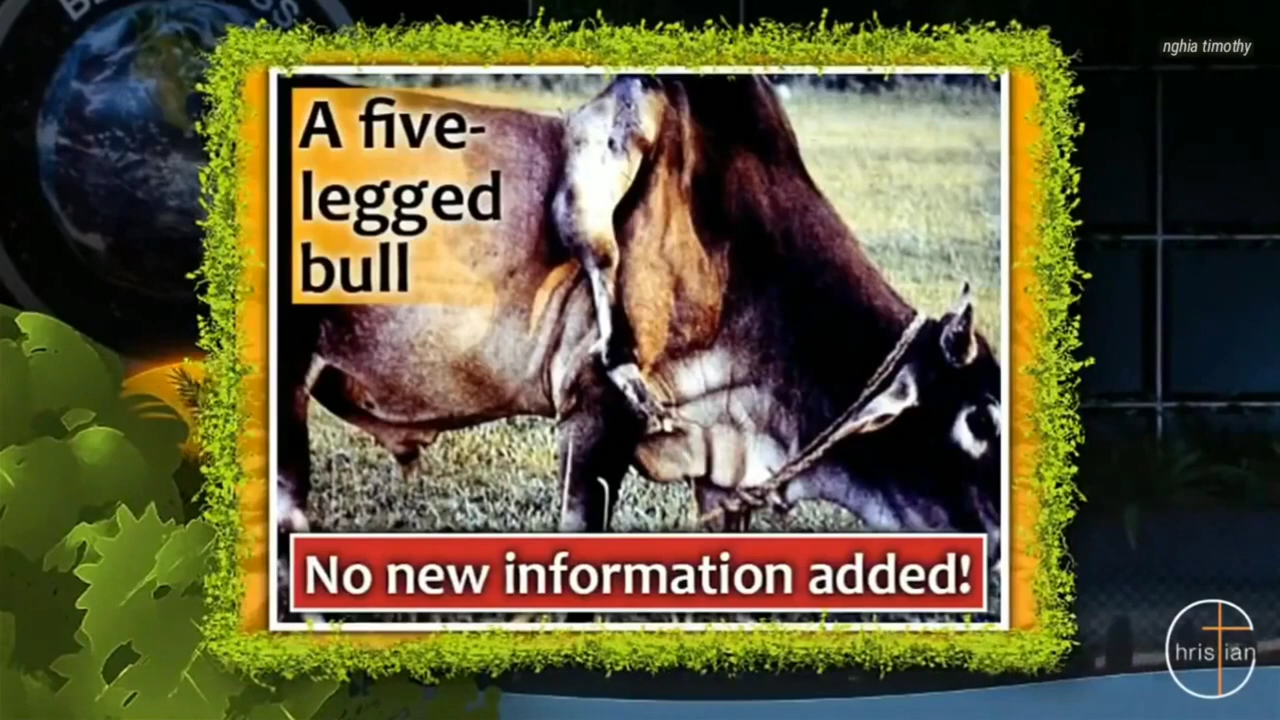 nghia timothy
A five-
legged
bull
No new information added!
hristian